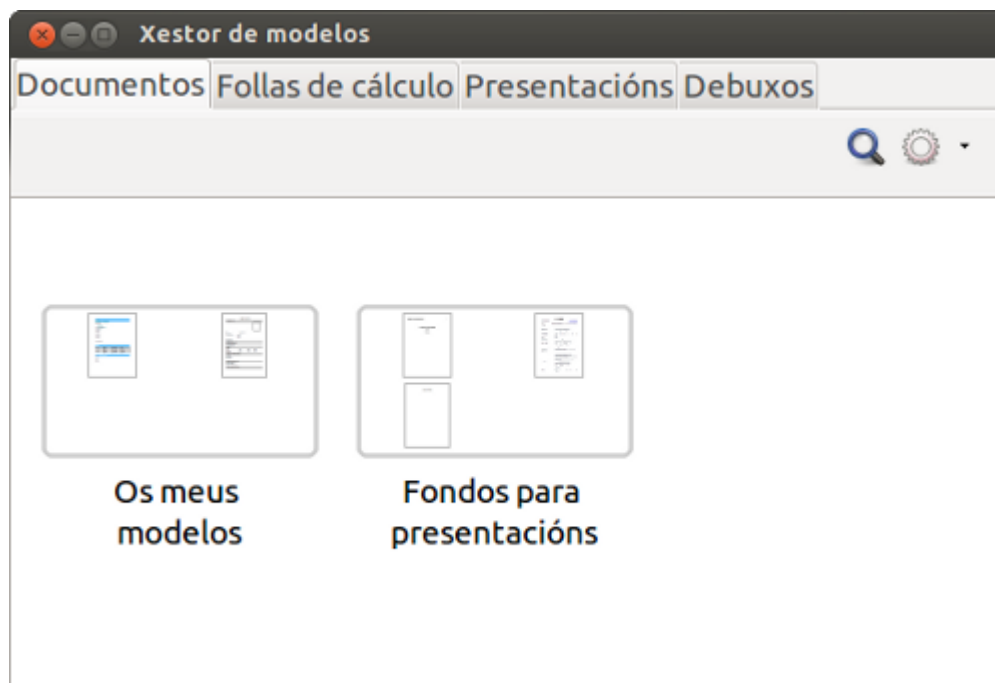 Xestor de modelos
Documentos Follas de cálculo Presentacións Debuxos
Os meus
modelos
Fondos para
presentacións